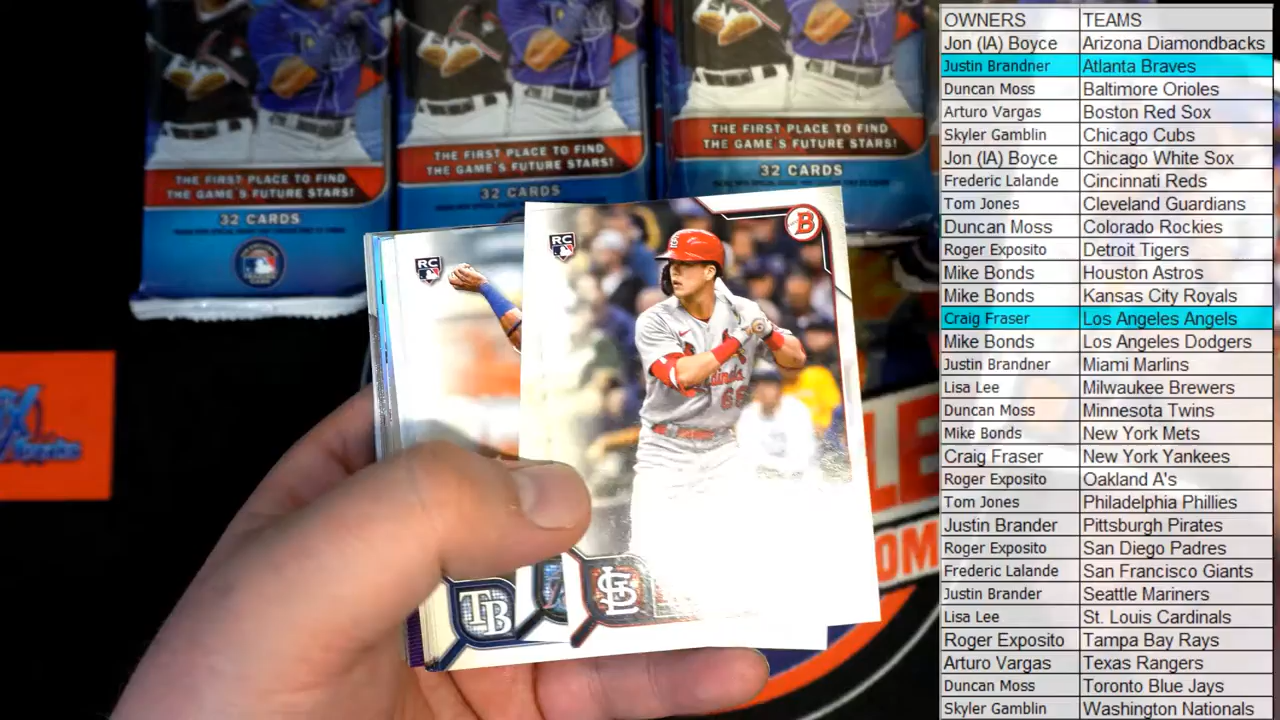 THE FIRST PLACE TO FIND
THE GAME'S FUTURE STARS!
32 CARDS
THE FIRST PLACE TO FIND
THE GAME'S FUTURE STARS!
32 CARDS
THE FIRST PLACE TO FIND
THE GAME'S FUTURE STARS!
32 CARDS
RC
RC
B
66
TB
STL
OM
OWNERS TEAMS
Jon (IA) Boyce Arizona Diamondbacks
Justin Brandner Atlanta Braves
Duncan Moss Baltimore Orioles
Arturo Vargas Boston Red Sox
Skyler Gamblin Chicago Cubs
Jon (IA) Boyce Chicago White Sox
Frederic Lalande Cincinnati Reds
Tom Jones Cleveland Guardians
Duncan Moss Colorado Rockies
Roger Exposito Detroit Tigers
Mike Bonds Houston Astros
Mike Bonds Kansas City Royals
Craig Fraser Los Angeles Angels
Mike Bonds Los Angeles Dodgers
Justin Brandner Miami Marlins
Lisa Lee Milwaukee Brewers
Duncan Moss Minnesota Twins
Mike Bonds New York Mets
Craig Fraser New York Yankees
Roger Exposito Oakland A's
Tom Jones Philadelphia Phillies
Justin Brander Pittsburgh Pirates
Roger Exposito San Diego Padres
Frederic Lalande San Francisco Giants
Justin Brander Seattle Mariners
Lisa Lee St. Louis Cardinals
Roger Exposito Tampa Bay Rays
Arturo Vargas Texas Rangers
Duncan Moss Toronto Blue Jays
Skyler Gamblin Washington Nationals